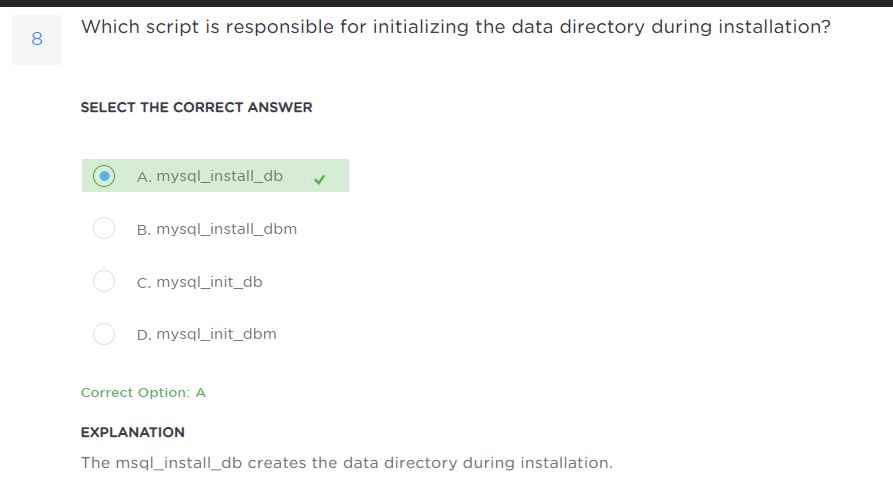 8
Which script is responsible for initializing the data directory during installation?
SELECT THE CORRECT ANSWER
A. mysql_install_db
B. mysql_install_dbm
C. mysql_init_db
D. mysql_init_dbm
Correct Option: A
EXPLANATION
The msql_install_db creates the data directory during installation.